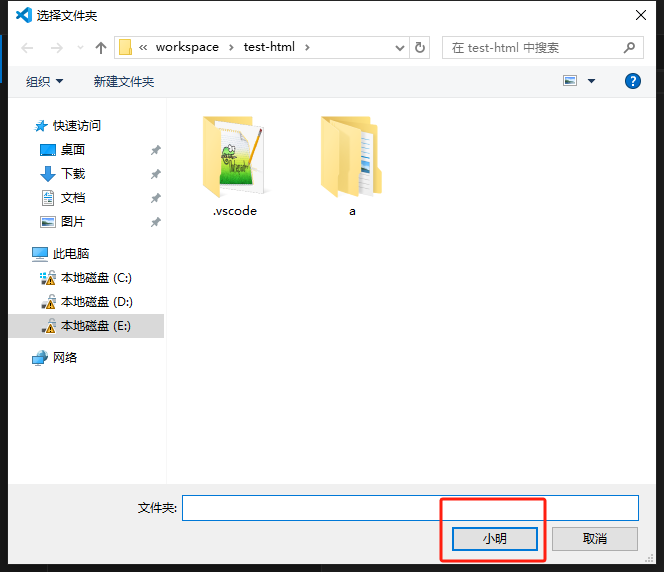 选择文件夹
« workspace › test-html ›
在 test-html 中搜索
组织
新建文件夹
?
快速访问
桌面
下载
文档
图片
此电脑
本地磁盘 (C:)
本地磁盘 (D:)
本地磁盘 (E:)
网络
.vscode
a
文件夹:
小明
取消